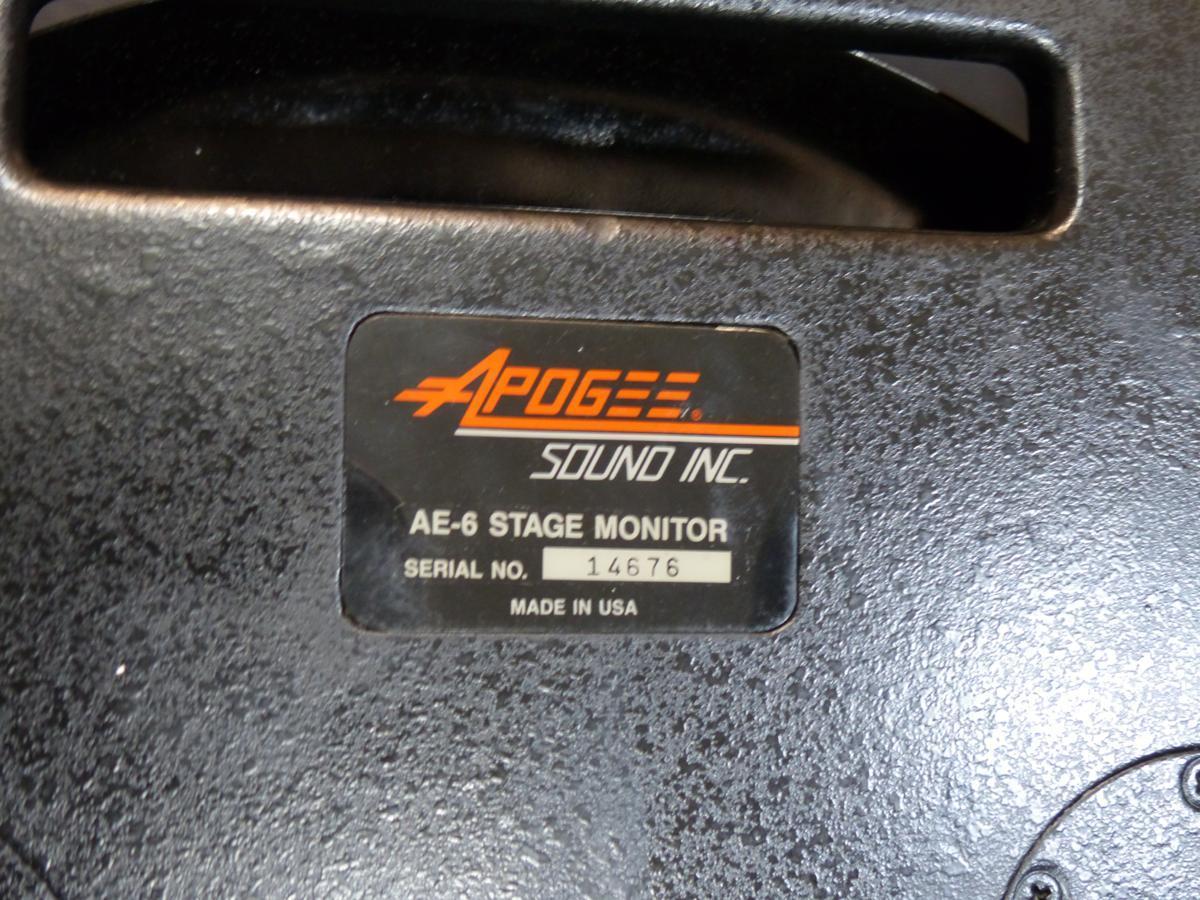 APOGEE®
SOUND INC.
AE-6 STAGE MONITOR
SERIAL NO. 14676
MADE IN USA